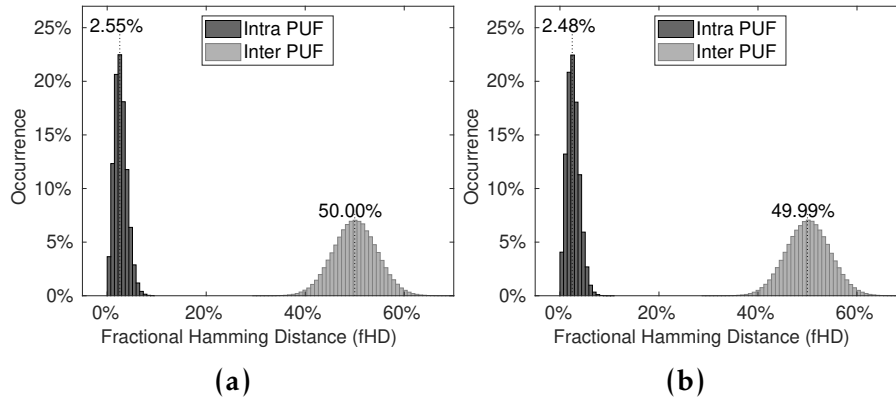 25%
20%
15%
10%
5%
0%
Occurrence
2.55%
Intra PUF
Inter PUF
50.00%
0%
20%
40%
60%
Fractional Hamming Distance (fHD)
(a)
25%
20%
15%
10%
5%
0%
Occurrence
2.48%
Intra PUF
Inter PUF
49.99%
0%
20%
40%
60%
Fractional Hamming Distance (fHD)
(b)